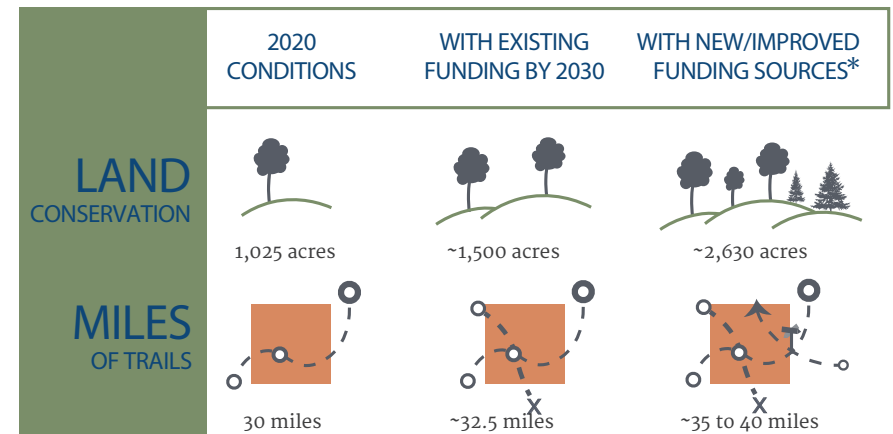 2020
CONDITIONS
WITH EXISTING
FUNDING BY 2030
WITH NEW/IMPROVED
FUNDING SOURCES*
LAND
CONSERVATION
1,025 acres
~1,500 acres
~2,630 acres
MILES
OF TRAILS
X
X
30 miles
~32.5 miles
~35 to 40 miles